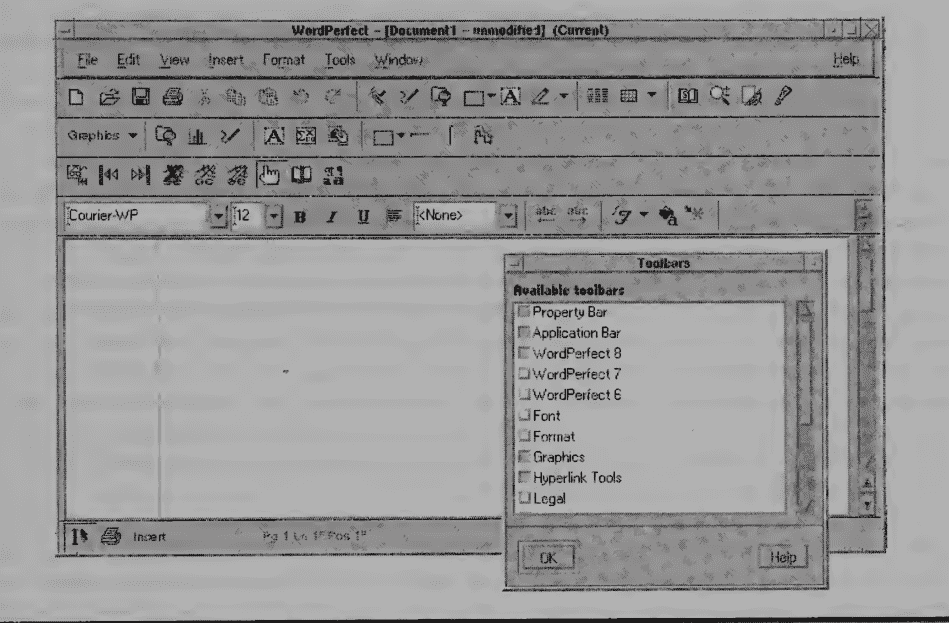 WordPerfect – [Document1 – unmodified] (Current)
File Edit View Insert Format Tools Window Help
Graphics
Courier-WP 12 B I U <None> abc abc
Toolbars
Available toolbars
Property Bar
Application Bar
WordPerfect 8
WordPerfect 7
WordPerfect 6
Font
Format
Graphics
Hyperlink Tools
Legal
Insert Pg 1 Ln 1" Pos 1"
OK Help